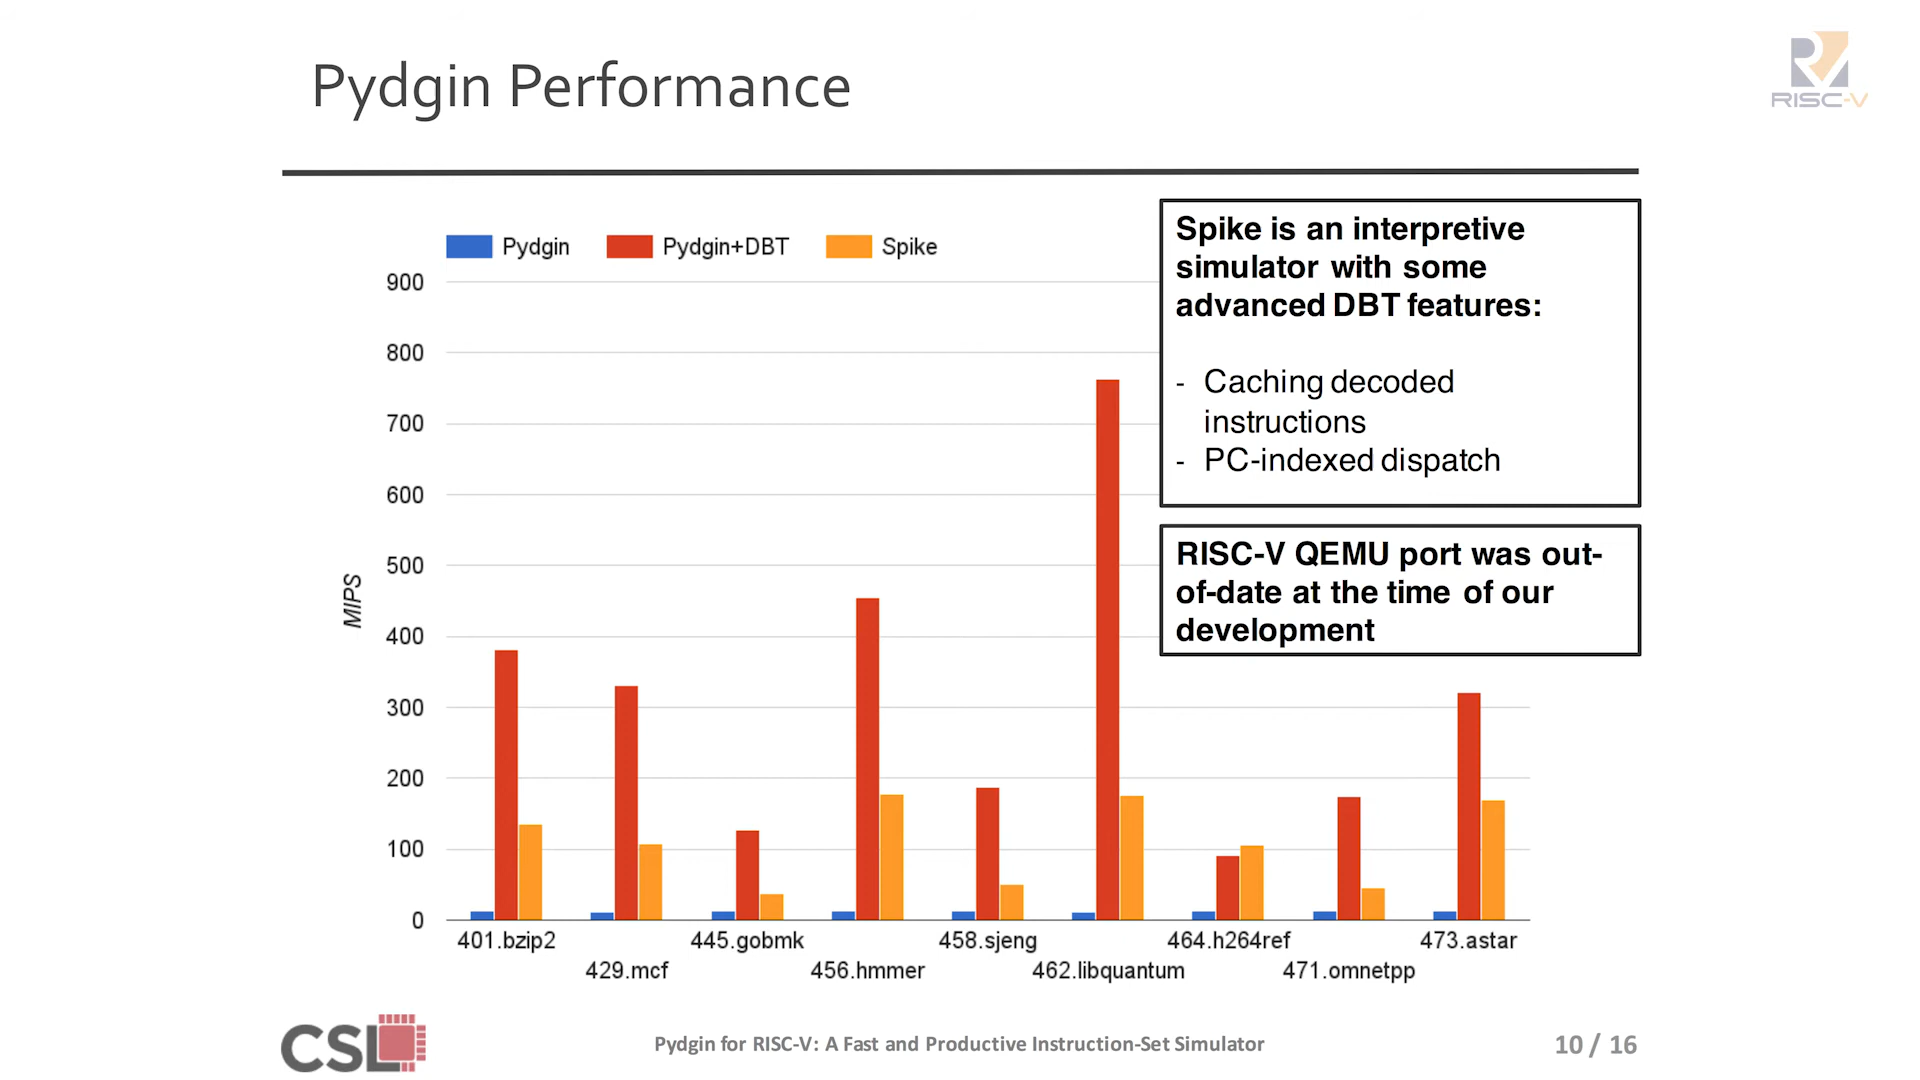 Pydgin Performance
RISC-V
Pydgin
Pydgin+DBT
Spike
900
800
700
600
500
400
300
200
100
0
MIPS
401.bzip2
429.mcf
445.gobmk
456.hmmer
458.sjeng
462.libquantum
464.h264ref
471.omnetpp
473.astar
Spike is an interpretive
simulator with some
advanced DBT features:
- Caching decoded
instructions
- PC-indexed dispatch
RISC-V QEMU port was out-
of-date at the time of our
development
CSL
Pydgin for RISC-V: A Fast and Productive Instruction-Set Simulator
10 / 16